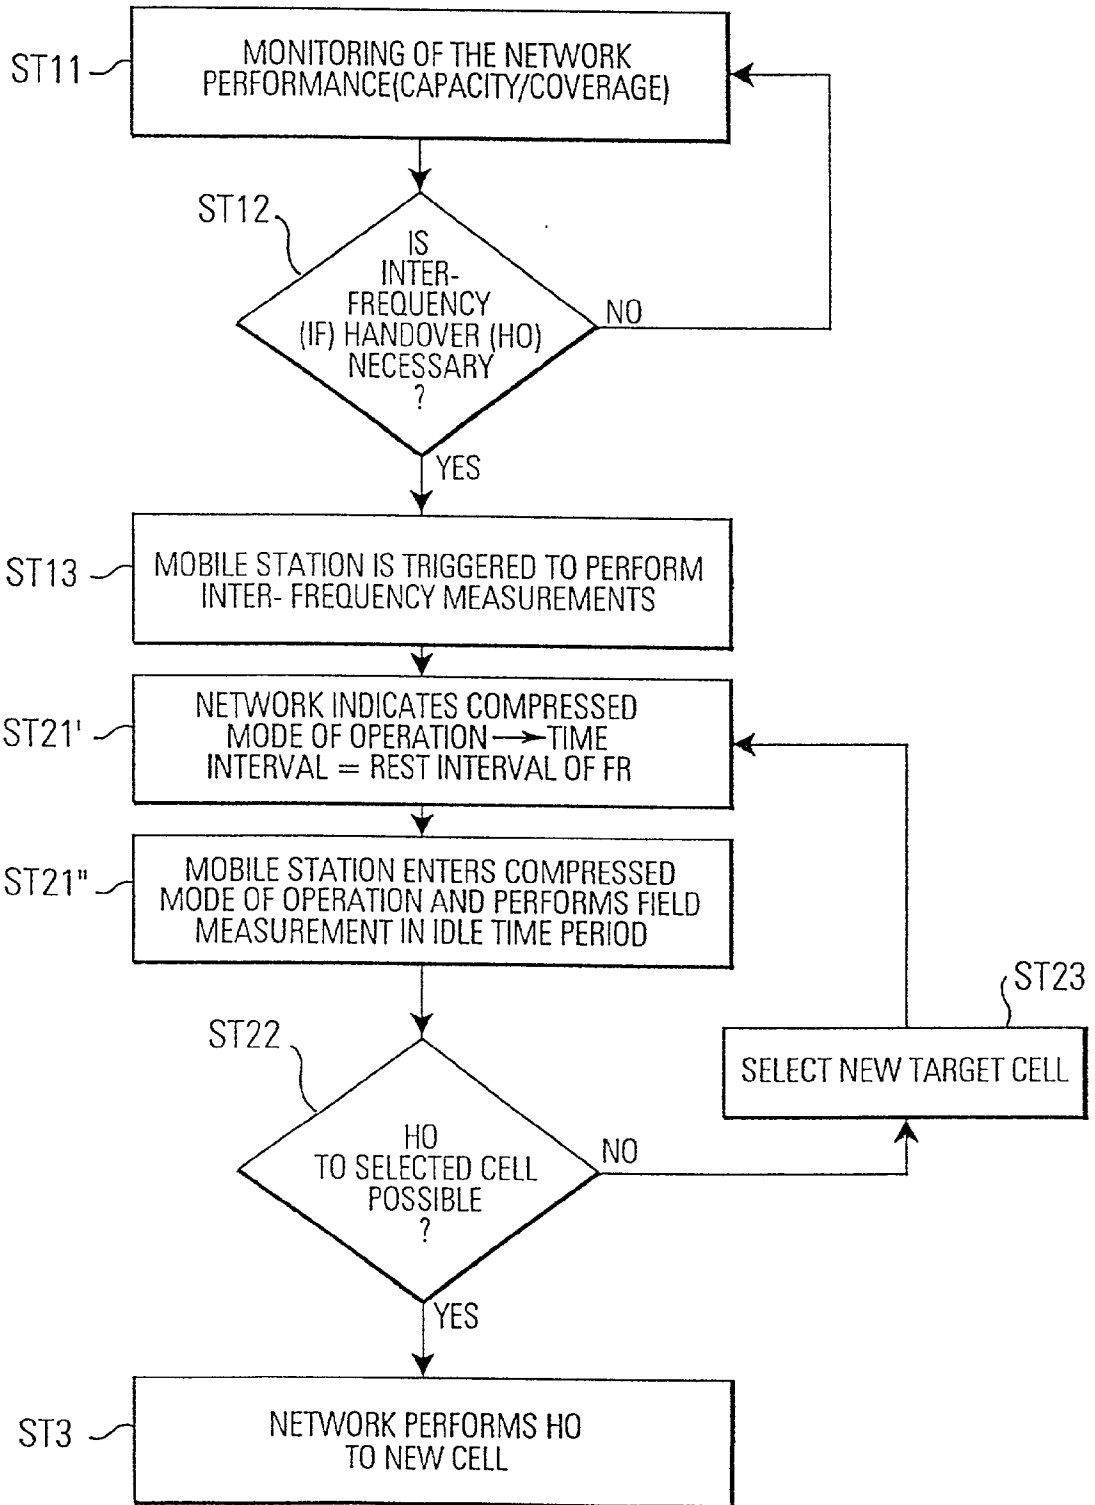 ST11
MONITORING OF THE NETWORK
PERFORMANCE(CAPACITY/COVERAGE)
ST12
IS
INTER-
FREQUENCY
(IF) HANDOVER (HO)
NECESSARY
?
NO
YES
ST13
MOBILE STATION IS TRIGGERED TO PERFORM
INTER- FREQUENCY MEASUREMENTS
ST21'
NETWORK INDICATES COMPRESSED
MODE OF OPERATION → TIME
INTERVAL = REST INTERVAL OF FR
ST21"
MOBILE STATION ENTERS COMPRESSED
MODE OF OPERATION AND PERFORMS FIELD
MEASUREMENT IN IDLE TIME PERIOD
ST22
HO
TO SELECTED CELL
POSSIBLE
?
NO
ST23
SELECT NEW TARGET CELL
YES
ST3
NETWORK PERFORMS HO
TO NEW CELL